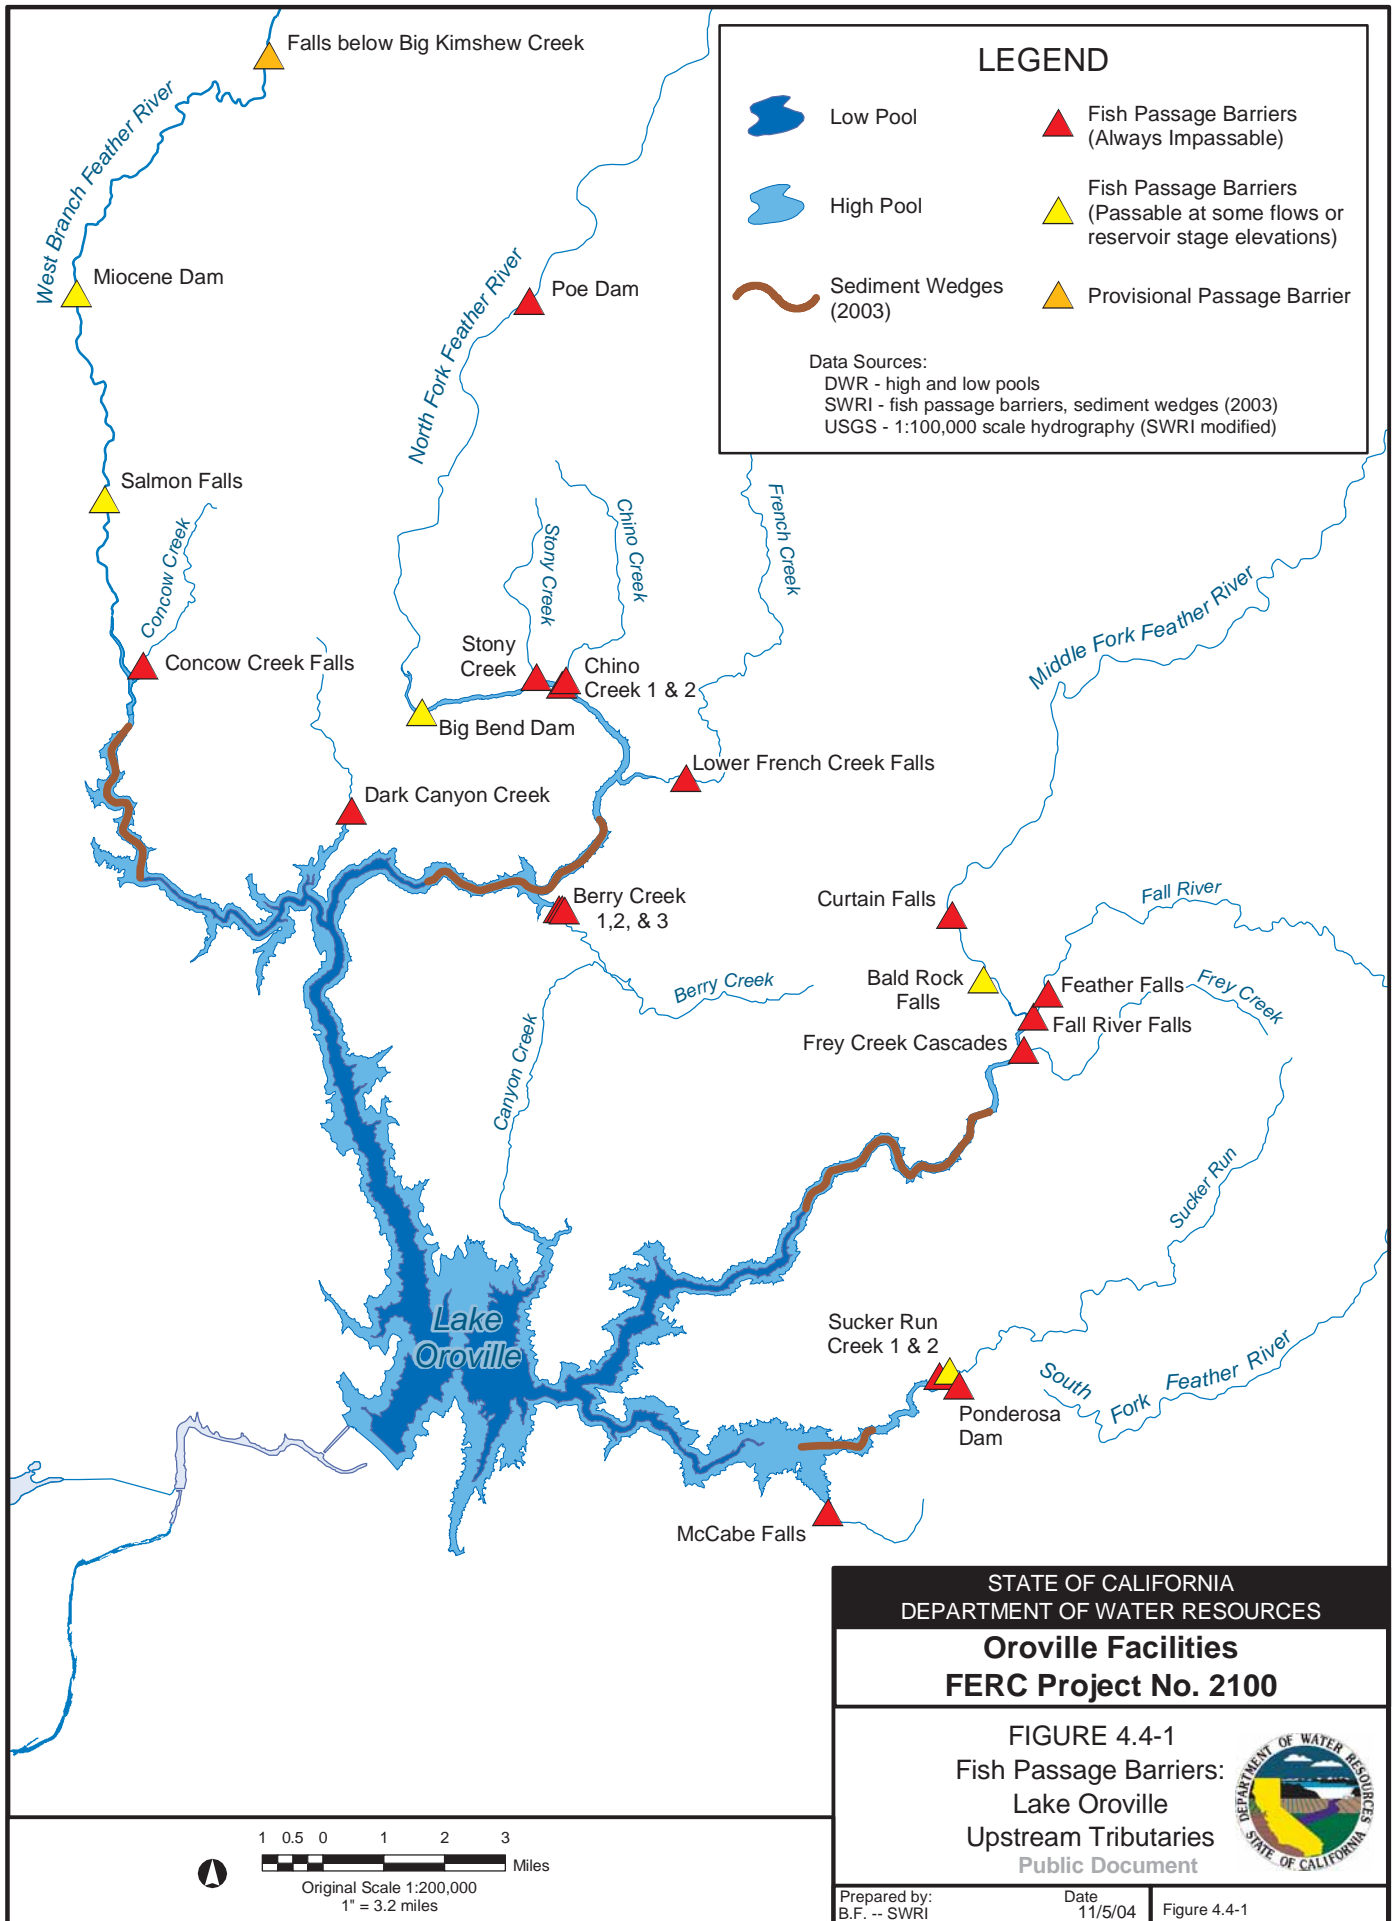 Falls below Big Kimshew Creek
West Branch Feather River
Miocene Dam
Salmon Falls
Concow Creek
Concow Creek Falls
North Fork Feather River
Poe Dam
LEGEND
Low Pool
High Pool
Sediment Wedges
(2003)
Fish Passage Barriers
(Always Impassable)
Fish Passage Barriers
(Passable at some flows or
reservoir stage elevations)
Provisional Passage Barrier
Data Sources:
DWR - high and low pools
SWRI - fish passage barriers, sediment wedges (2003)
USGS - 1:100,000 scale hydrography (SWRI modified)
Stony Creek
Chino Creek
French Creek
Stony
Creek
Chino
Creek 1 & 2
Big Bend Dam
Lower French Creek Falls
Dark Canyon Creek
Middle Fork Feather River
Berry Creek
1,2, & 3
Curtain Falls
Fall River
Bald Rock
Falls
Feather Falls
Frey Creek
Fall River Falls
Frey Creek Cascades
Berry Creek
Canyon Creek
Sucker Run
Lake
Oroville
Sucker Run
Creek 1 & 2
South Fork Feather River
Ponderosa
Dam
McCabe Falls
STATE OF CALIFORNIA
DEPARTMENT OF WATER RESOURCES
Oroville Facilities
FERC Project No. 2100
FIGURE 4.4-1
Fish Passage Barriers:
Lake Oroville
Upstream Tributaries
Public Document
DEPARTMENT OF WATER RESOURCES
STATE OF CALIFORNIA
Prepared by:
B.F. -- SWRI
Date
11/5/04
Figure 4.4-1
1 0.5 0 1 2 3
Miles
Original Scale 1:200,000
1" = 3.2 miles